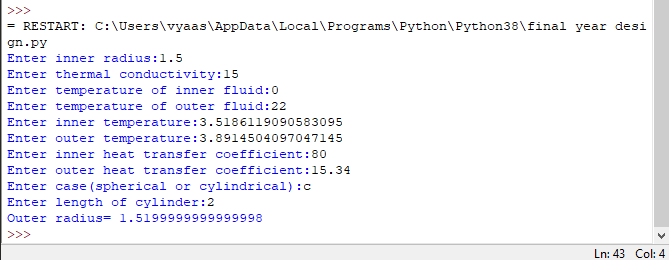 >>>
= RESTART: C:\Users\vyaas\AppData\Local\Programs\Python\Python38\final year desi
gn.py
Enter inner radius:1.5
Enter thermal conductivity:15
Enter temperature of inner fluid:0
Enter temperature of outer fluid:22
Enter inner temperature:3.5186119090583095
Enter outer temperature:3.8914504097047145
Enter inner heat transfer coefficient:80
Enter outer heat transfer coefficient:15.34
Enter case(spherical or cylindrical):c
Enter length of cylinder:2
Outer radius= 1.5199999999999998
>>>
Ln: 43 Col: 4